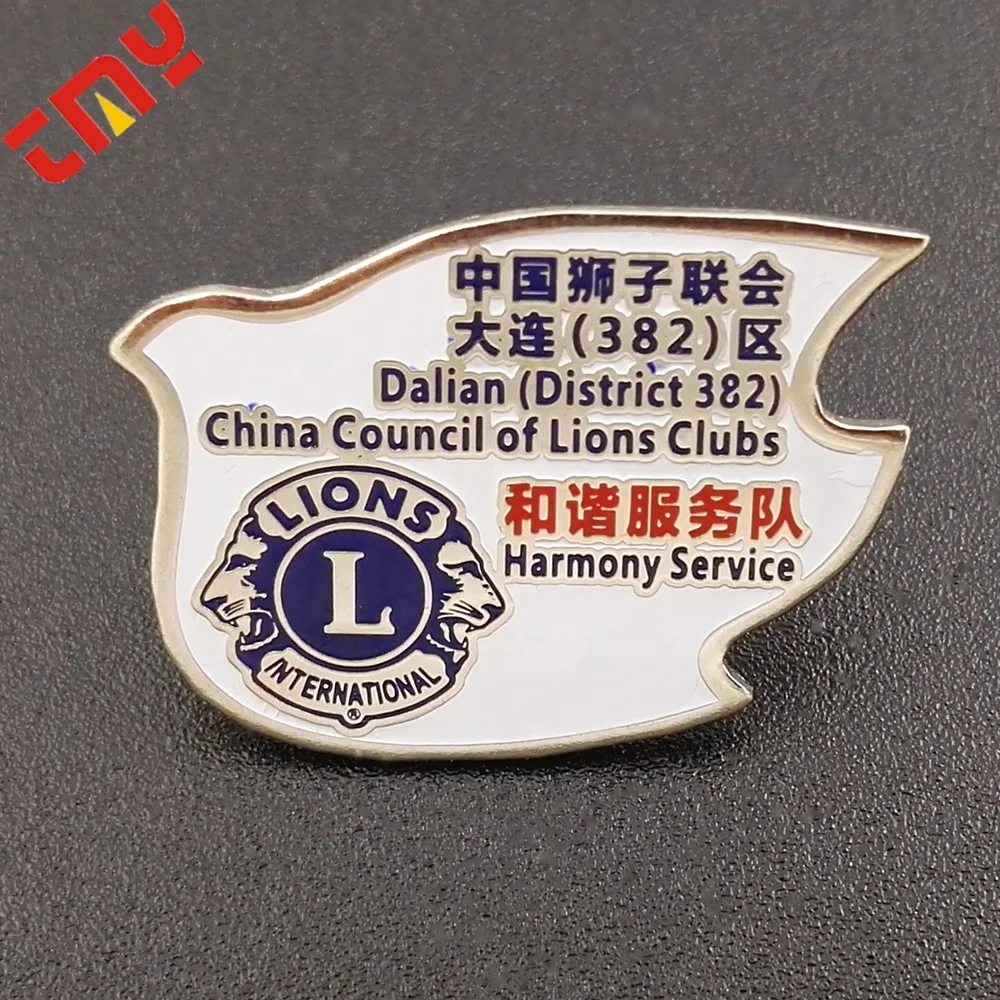 TMY
中国狮子联会
大连(382)区
Dalian (District 382)
China Council of Lions Clubs
和谐服务队
Harmony Service
LIONS
L
INTERNATIONAL
®